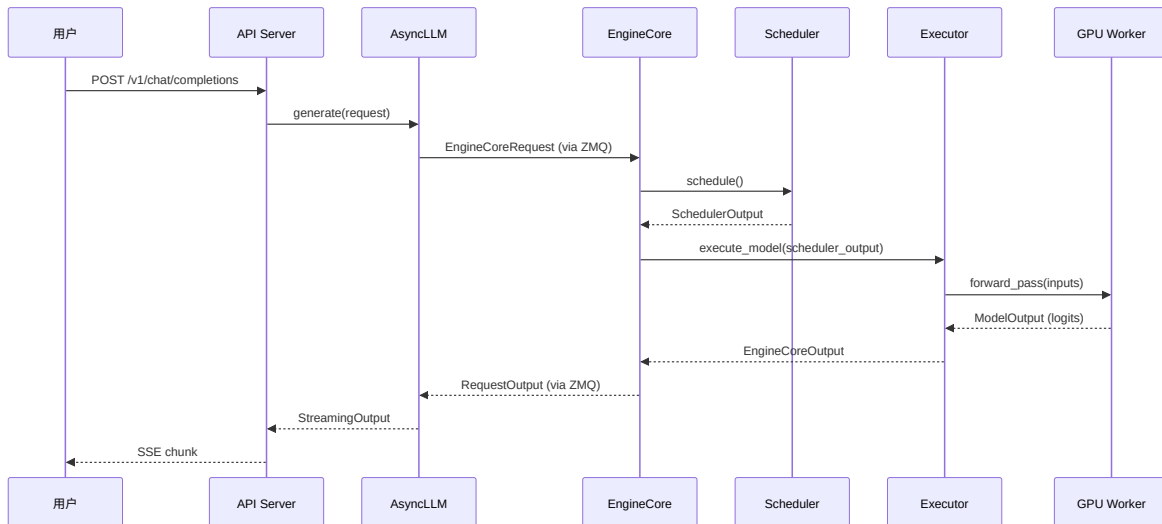 用户
API Server
AsyncLLM
EngineCore
Scheduler
Executor
GPU Worker
POST /v1/chat/completions
generate(request)
EngineCoreRequest (via ZMQ)
schedule()
SchedulerOutput
execute_model(scheduler_output)
forward_pass(inputs)
ModelOutput (logits)
EngineCoreOutput
RequestOutput (via ZMQ)
StreamingOutput
SSE chunk
用户
API Server
AsyncLLM
EngineCore
Scheduler
Executor
GPU Worker